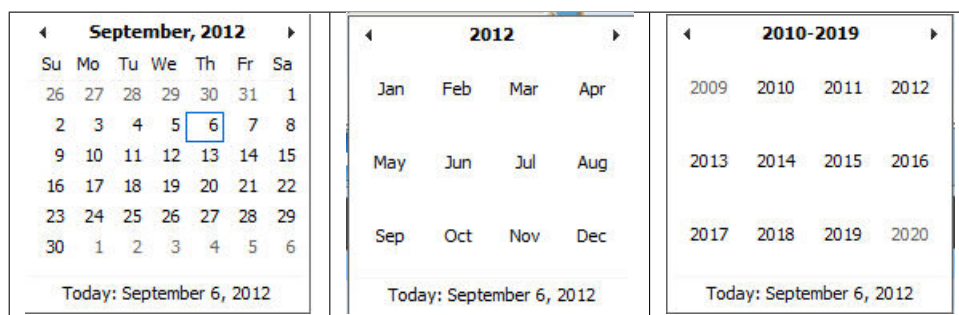 September, 2012
Su Mo Tu We Th Fr Sa
26 27 28 29 30 31 1
2 3 4 5 6 7 8
9 10 11 12 13 14 15
16 17 18 19 20 21 22
23 24 25 26 27 28 29
30 1 2 3 4 5 6
Today: September 6, 2012
2012
Jan Feb Mar Apr
May Jun Jul Aug
Sep Oct Nov Dec
Today: September 6, 2012
2010-2019
2009 2010 2011 2012
2013 2014 2015 2016
2017 2018 2019 2020
Today: September 6, 2012